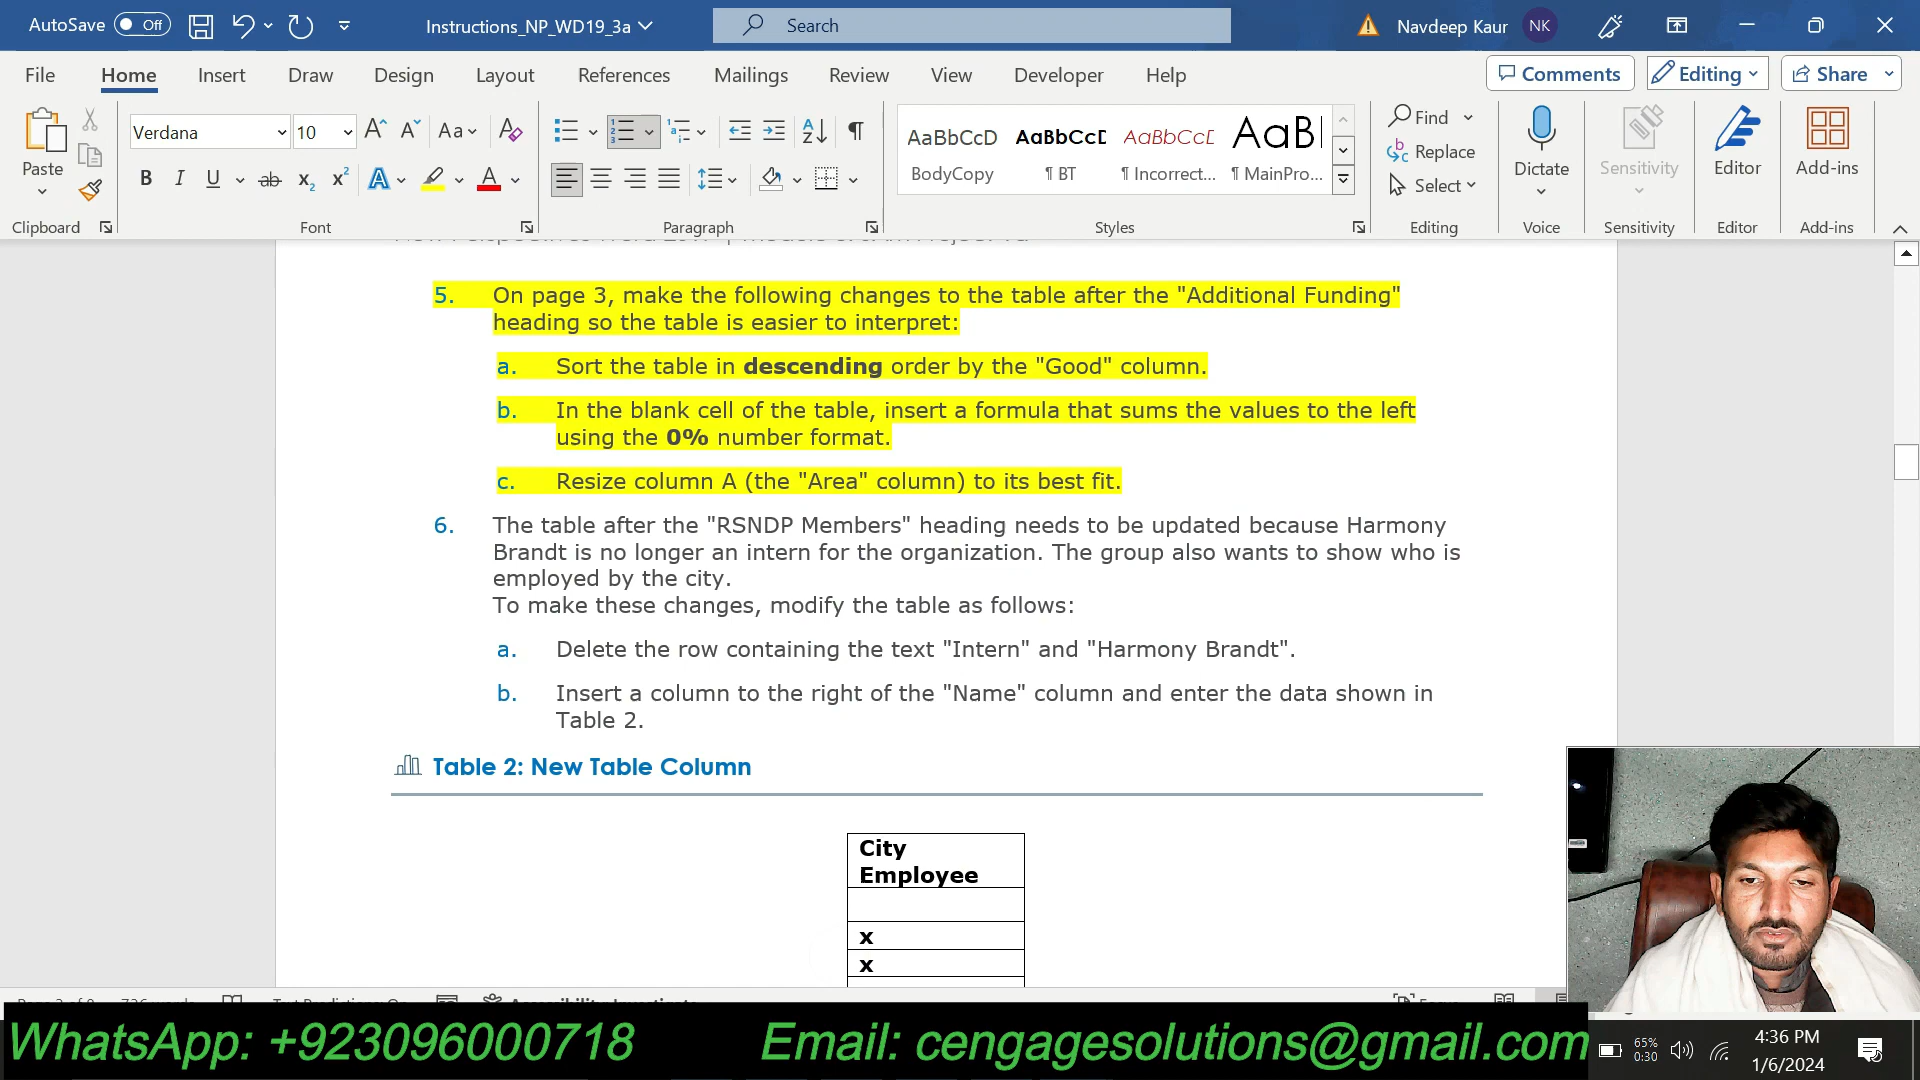 AutoSave Off Instructions_NP_WD19_3a Search Navdeep Kaur NK
File Home Insert Draw Design Layout References Mailings Review View Developer Help Comments Editing Share
Paste
Clipboard
Verdana 10
Aa
B I U ab x₂ x² A A
Font
Paragraph
AaBbCcD AaBbCcD AaBbCcD AaB
BodyCopy ¶ BT ¶ Incorrect... ¶ MainPro...
Styles
Find
Replace
Select
Editing
Dictate
Voice
Sensitivity
Sensitivity
Editor
Editor
Add-ins
Add-ins
5. On page 3, make the following changes to the table after the "Additional Funding"
heading so the table is easier to interpret:
a. Sort the table in descending order by the "Good" column.
b. In the blank cell of the table, insert a formula that sums the values to the left
using the 0% number format.
c. Resize column A (the "Area" column) to its best fit.
6. The table after the "RSNDP Members" heading needs to be updated because Harmony
Brandt is no longer an intern for the organization. The group also wants to show who is
employed by the city.
To make these changes, modify the table as follows:
a. Delete the row containing the text "Intern" and "Harmony Brandt".
b. Insert a column to the right of the "Name" column and enter the data shown in
Table 2.
Table 2: New Table Column
City
Employee
x
x
WhatsApp: +923096000718 Email: cengagesolutions@gmail.com
65%
0:30
4:36 PM
1/6/2024